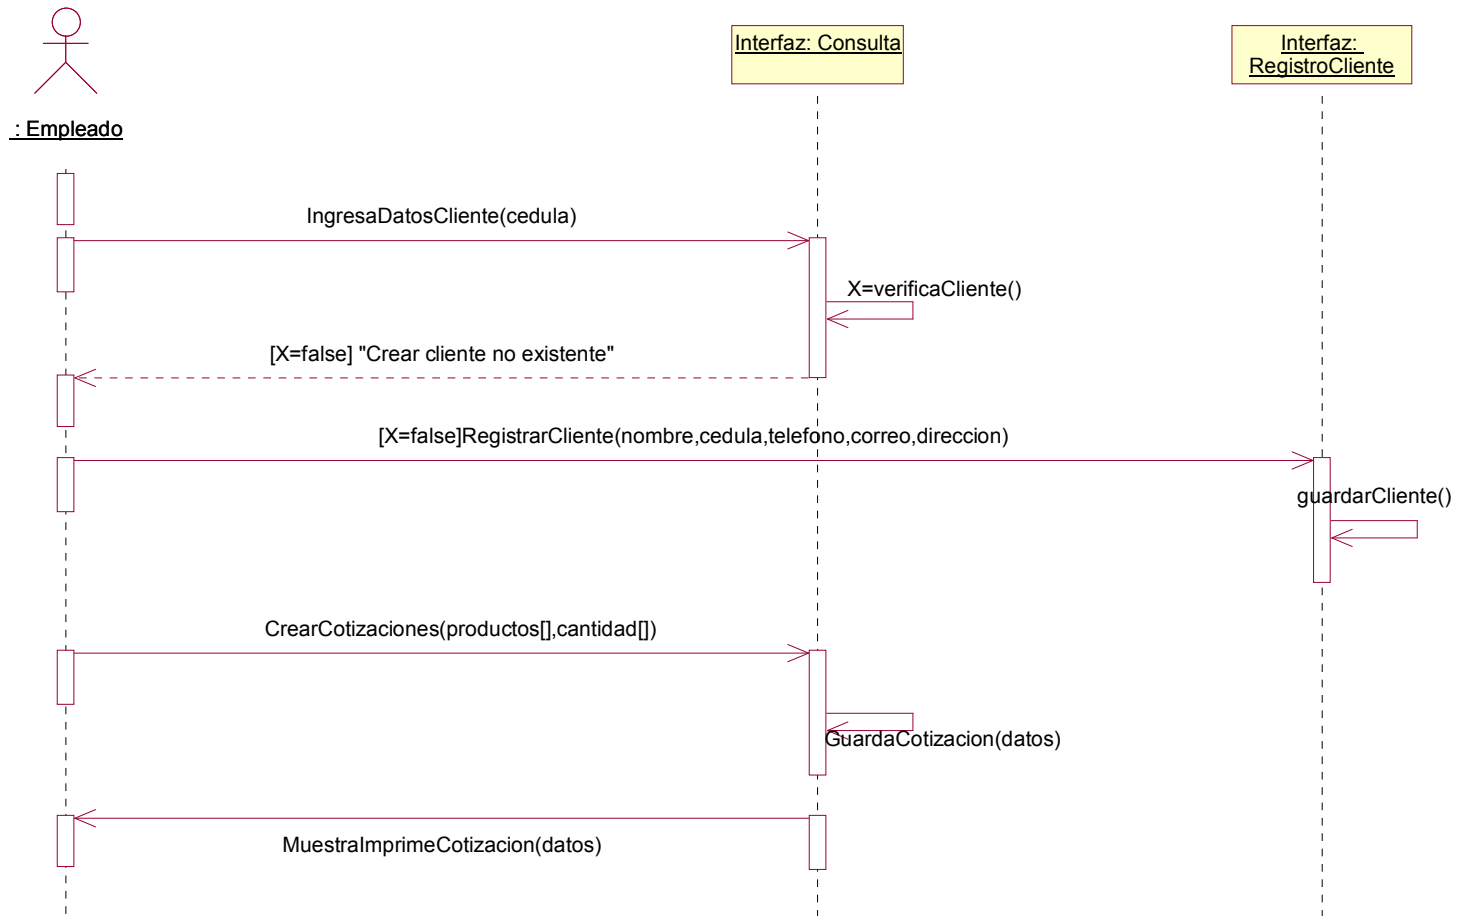 Interfaz: Consulta
Interfaz:
RegistroCliente
: Empleado
IngresaDatosCliente(cedula)
X=verificaCliente()
[X=false] "Crear cliente no existente"
[X=false]RegistrarCliente(nombre,cedula,telefono,correo,direccion)
guardarCliente()
CrearCotizaciones(productos[],cantidad[])
GuardaCotizacion(datos)
MuestraImprimeCotizacion(datos)